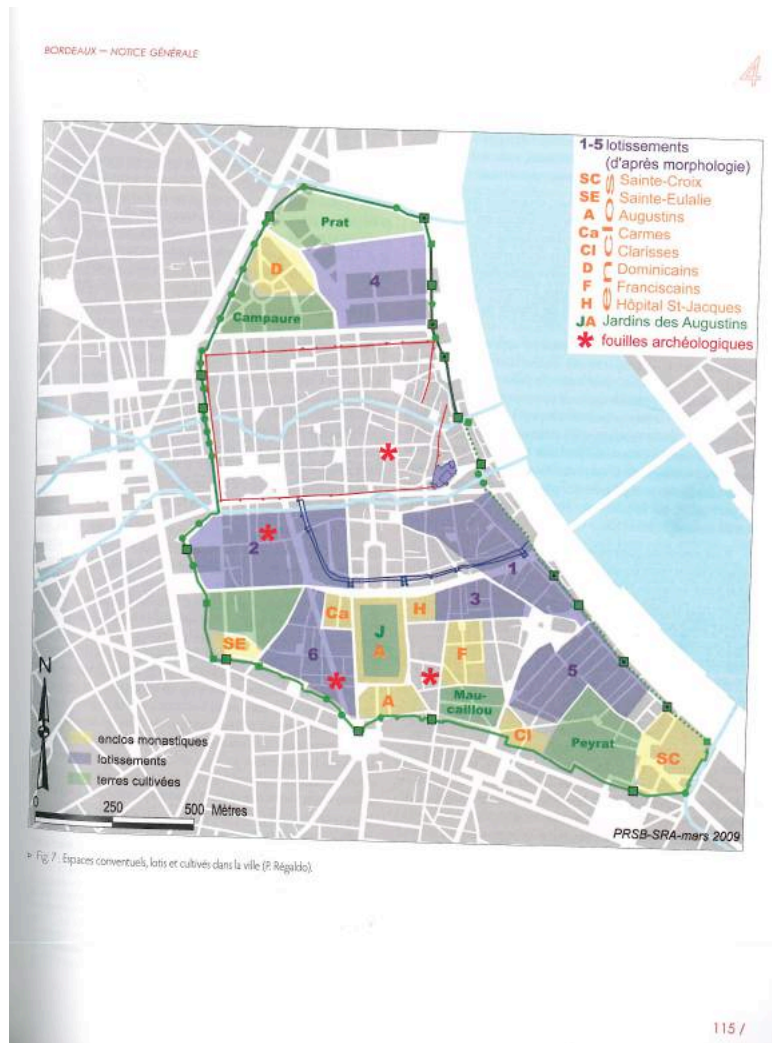 BORDEAUX — NOTICE GÉNÉRALE
4
1-5 lotissements
(d'après morphologie)
SC Sainte-Croix
SE Sainte-Eulalie
A Augustins
Ca Carmes
Cl Clarisses
D Dominicains
F Franciscains
H Hôpital St-Jacques
enclos
JA Jardins des Augustins
* fouilles archéologiques
Prat
D
4
Campaure
*
*
2
1
Ca
H
3
J
A
SE
6
F
5
*
*
A
Mau-
caillou
Cl
Peyrat
SC
N
enclos monastiques
lotissements
terres cultivées
0 250 500 Mètres
PRSB-SRA-mars 2009
Fig. 7 : Espaces conventuels, lotis et cultivés dans la ville (P. Régaldo).
115 /